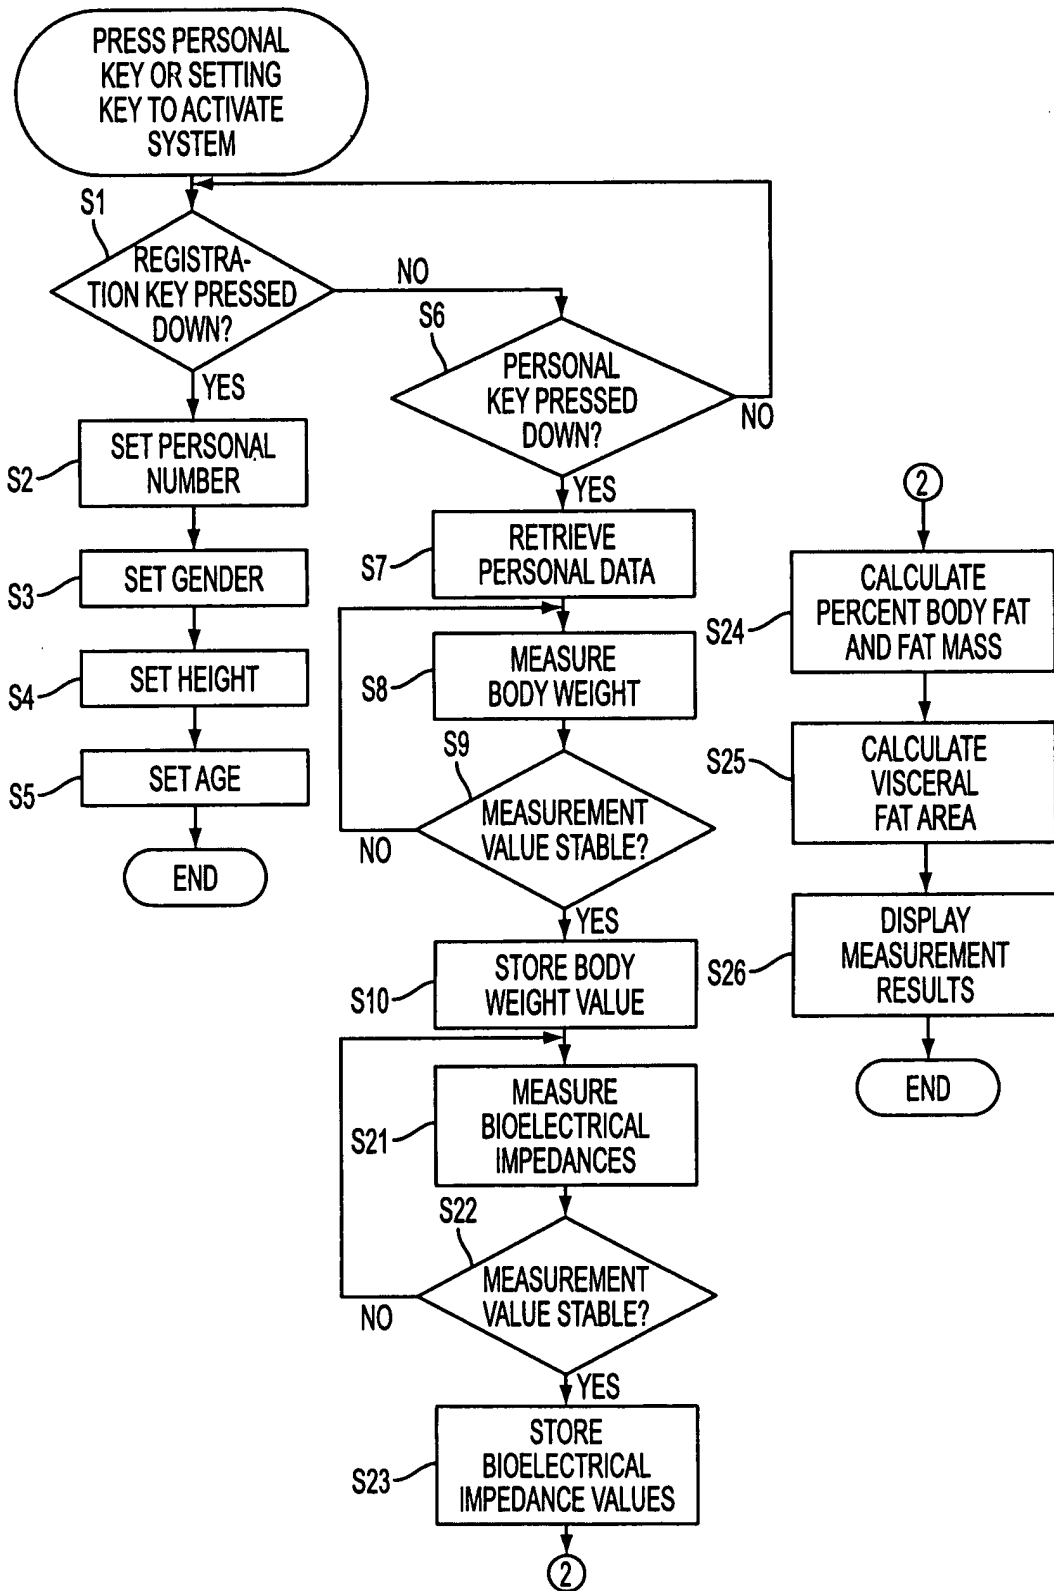 PRESS PERSONAL
KEY OR SETTING
KEY TO ACTIVATE
SYSTEM
S1
REGISTRA-
TION KEY PRESSED
DOWN?
NO
YES
S2
SET PERSONAL
NUMBER
S3
SET GENDER
S4
SET HEIGHT
S5
SET AGE
END
S6
PERSONAL
KEY PRESSED
DOWN?
NO
YES
S7
RETRIEVE
PERSONAL DATA
S8
MEASURE
BODY WEIGHT
S9
MEASUREMENT
VALUE STABLE?
NO
YES
S10
STORE BODY
WEIGHT VALUE
S21
MEASURE
BIOELECTRICAL
IMPEDANCES
S22
MEASUREMENT
VALUE STABLE?
NO
YES
S23
STORE
BIOELECTRICAL
IMPEDANCE VALUES
2
2
S24
CALCULATE
PERCENT BODY FAT
AND FAT MASS
S25
CALCULATE
VISCERAL
FAT AREA
S26
DISPLAY
MEASUREMENT
RESULTS
END